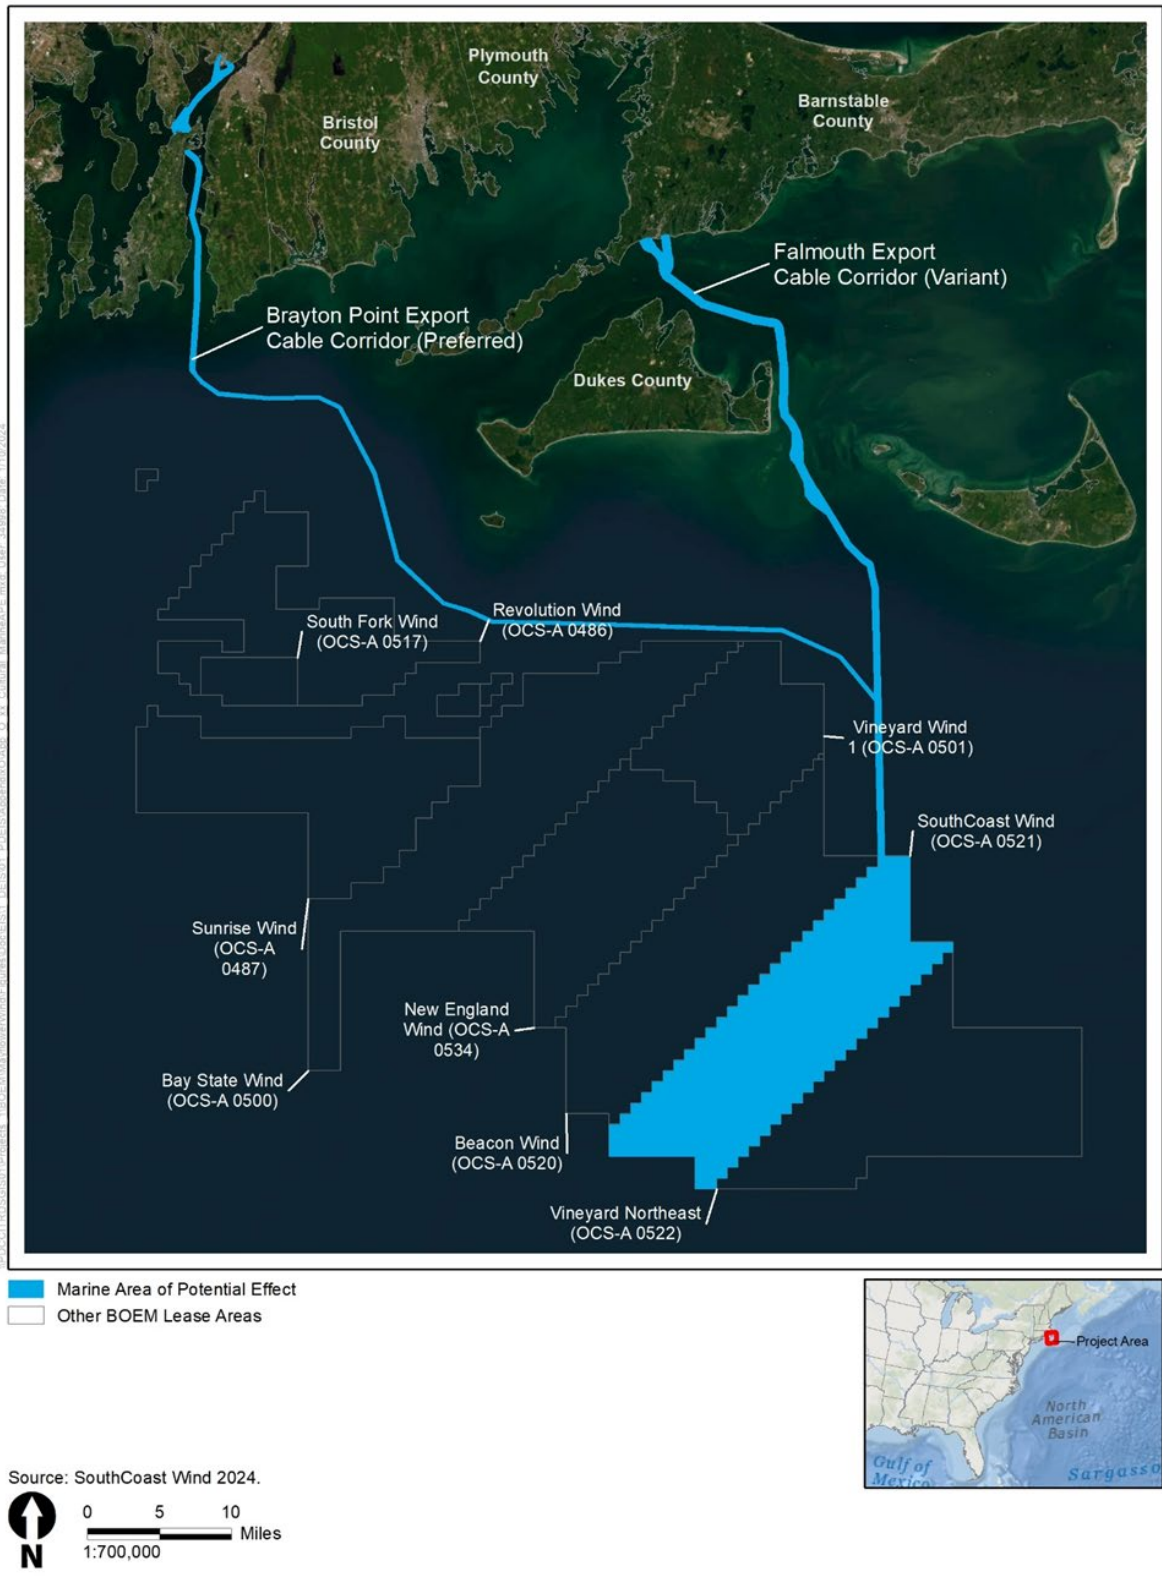 Plymouth
County
Bristol
County
Barnstable
County
Falmouth Export
Cable Corridor (Variant)
Brayton Point Export
Cable Corridor (Preferred)
Dukes County
South Fork Wind
(OCS-A 0517)
Revolution Wind
(OCS-A 0486)
Vineyard Wind
1 (OCS-A 0501)
SouthCoast Wind
(OCS-A 0521)
Sunrise Wind
(OCS-A
0487)
New England
Wind (OCS-A
0534)
Bay State Wind
(OCS-A 0500)
Beacon Wind
(OCS-A 0520)
Vineyard Northeast
(OCS-A 0522)
Marine Area of Potential Effect
Other BOEM Lease Areas
Project Area
North
American
Basin
Gulf of
Mexico
Sargasso
Source: SouthCoast Wind 2024.
N
0 5 10
Miles
1:700,000